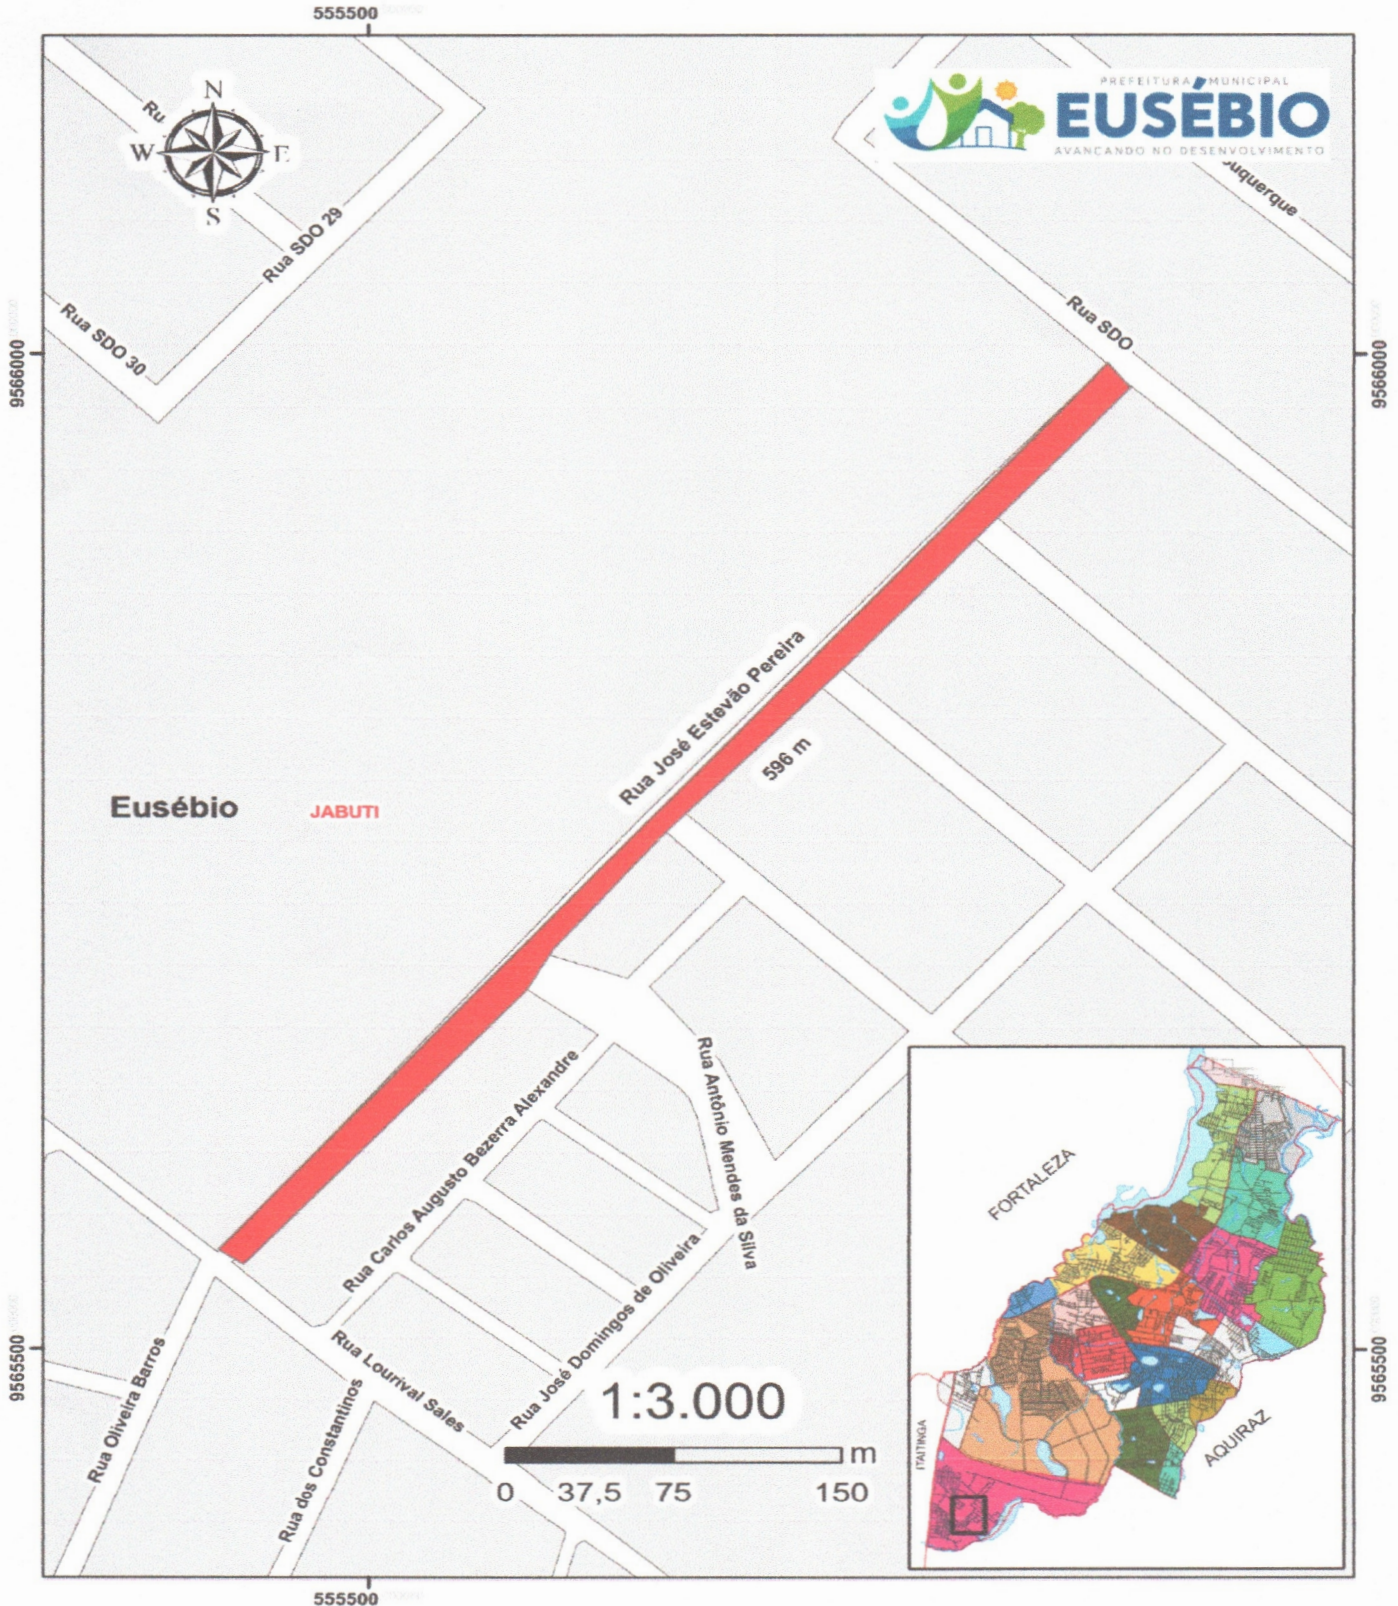 555500
N
W
E
S
Ru
Rua SDO 29
Rua SDO 30
PREFEITURA MUNICIPAL
EUSÉBIO
AVANÇANDO NO DESENVOLVIMENTO
uquerque
Rua SDO
9566000
9566000
Rua José Estevão Pereira
596 m
Eusébio
JABUTI
Rua Carlos Augusto Bezerra Alexandre
Rua Antônio Mendes da Silva
Rua José Domingos de Oliveira
Rua Lourival Sales
Rua Oliveira Barros
Rua dos Constantinos
1:3.000
m
0 37,5 75 150
FORTALEZA
AQUIRAZ
ITAITINGA
9565500
9565500
555500